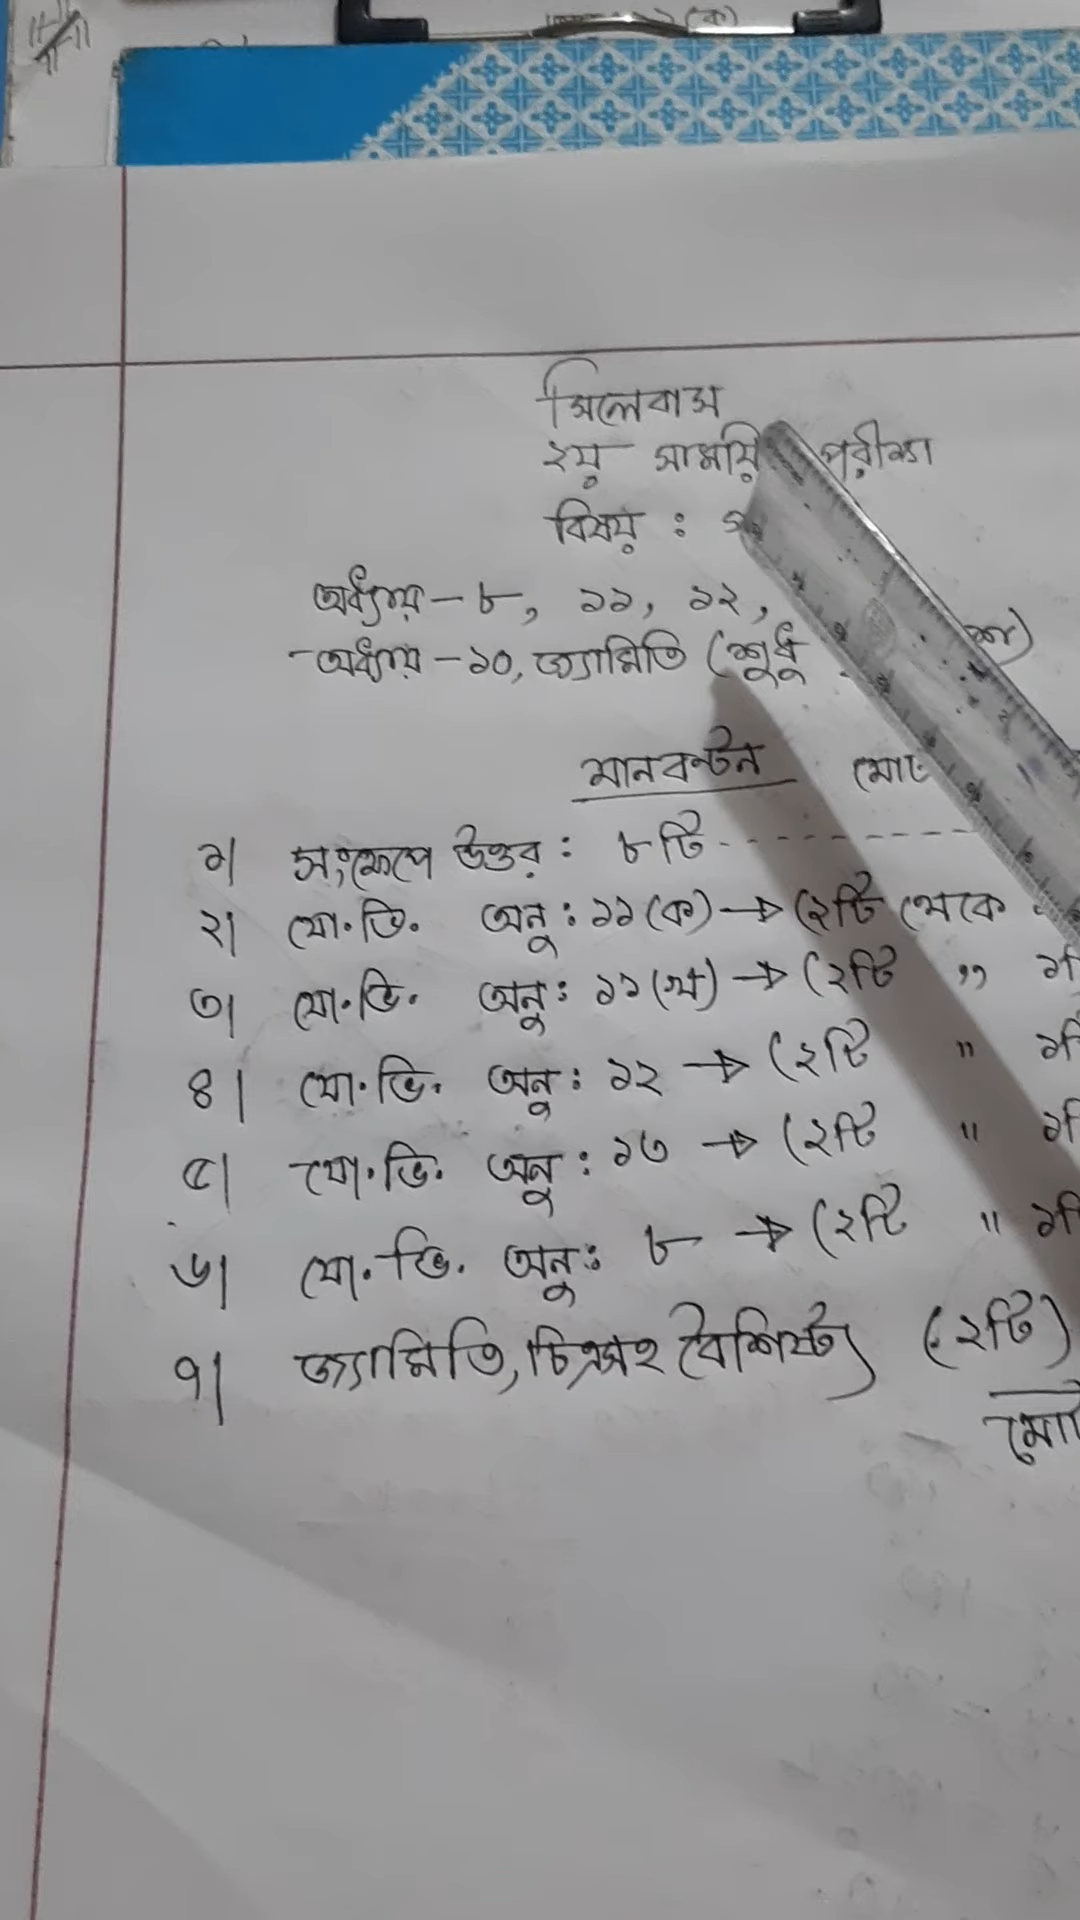 সিলেবাস
২য় সাময়ি পরীক্ষা
বিষয় :
অধ্যায় – ৮, ১১, ১২,
অধ্যায় – ১০, জ্যামিতি (শুধু
মানবন্টন
১| সংক্ষেপে উত্তর : ৮টি - - - - - - - - - -
২| যো.ভি. অনু : ১১(ক) → (২টি থেকে
৩| যো.ভি. অনু : ১১(খ) → (২টি "
৪| যো.ভি. অনু : ১২ → (২টি "
৫| যো.ভি. অনু : ১৩ → (২টি "
৬| যো.ভি. অনু : ৮ → (২টি "
৭| জ্যামিতি, চিত্রসহ বৈশিষ্ট্য (২টি)